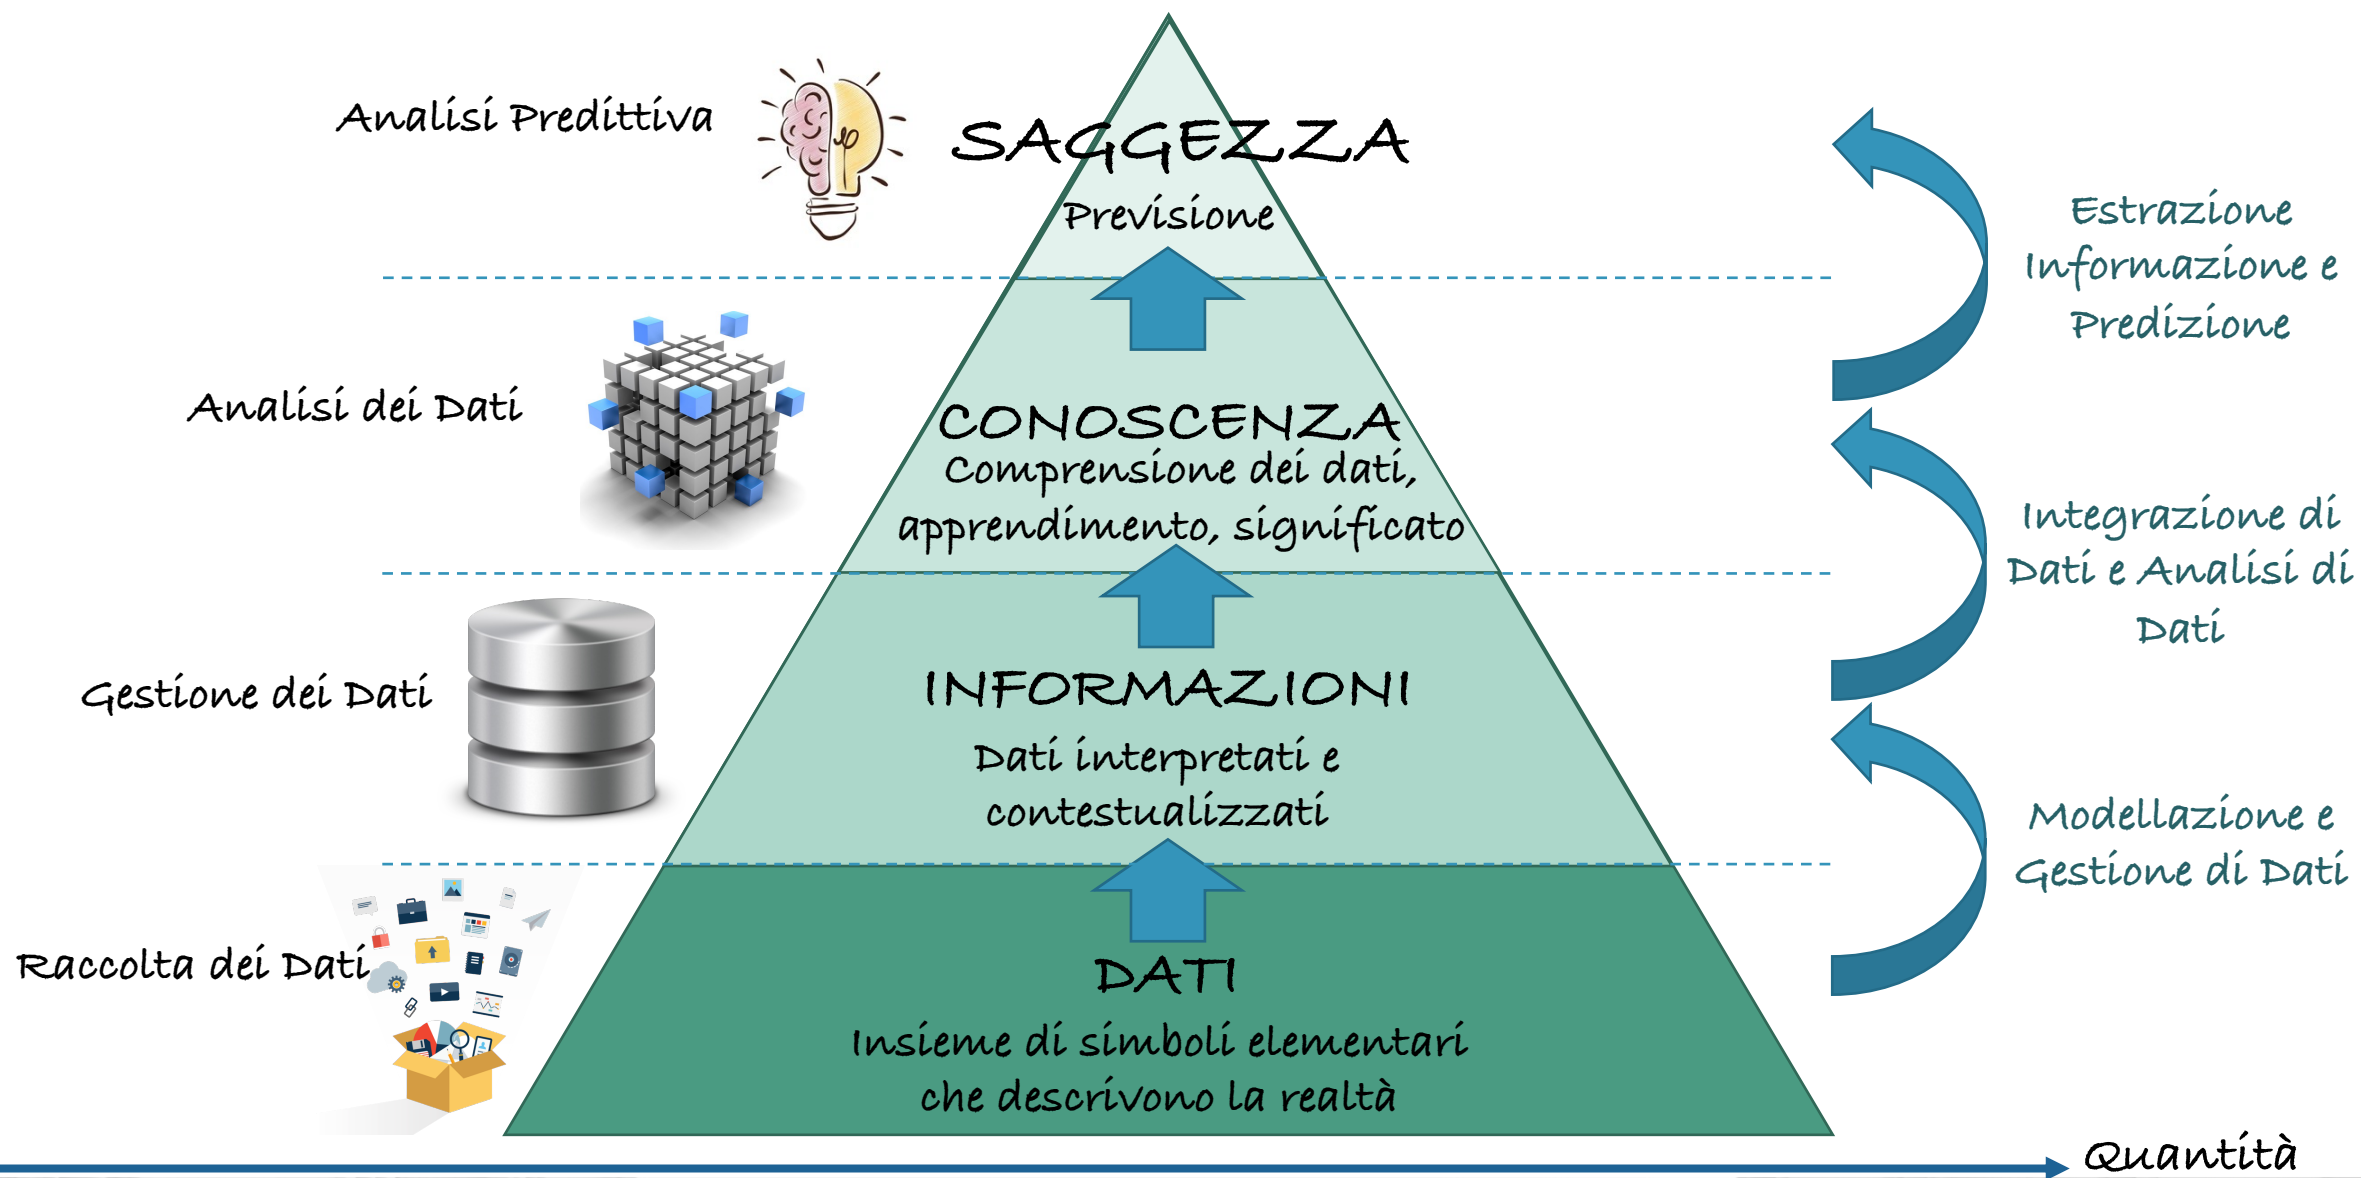 Analisi Predittiva
SAGGEZZA
Previsione
Estrazione
Informazione e
Predizione
Analisi dei Dati
CONOSCENZA
Comprensione dei dati,
apprendimento, significato
Integrazione di
Dati e Analisi di
Dati
Gestione dei Dati
INFORMAZIONI
Dati interpretati e
contestualizzati
Modellazione e
Gestione di Dati
Raccolta dei Dati
DATI
Insieme di simboli elementari
che descrivono la realtà
Quantità